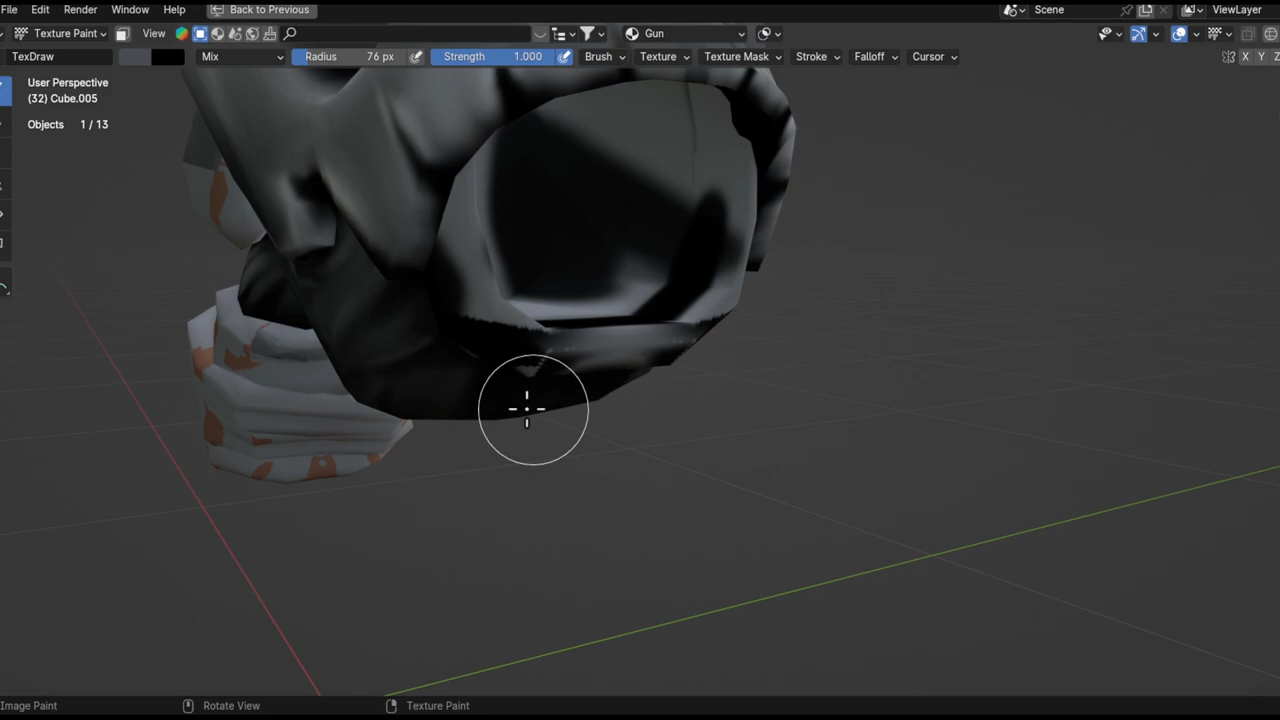 File Edit Render Window Help Back to Previous Scene ViewLayer
Texture Paint View Gun
TexDraw Mix Radius 76 px Strength 1.000 Brush Texture Texture Mask Stroke Falloff Cursor X Y Z
User Perspective
(32) Cube.005
Objects 1 / 13
Image Paint Rotate View Texture Paint